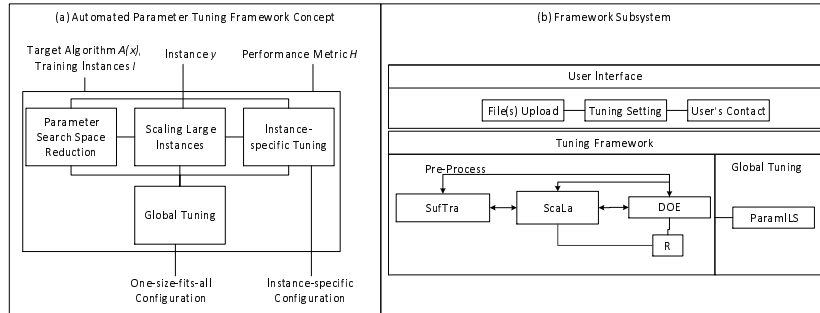 (a) Automated Parameter Tuning Framework Concept
Target Algorithm A(x),
Training Instances I
Instance y
Performance Metric H
Parameter
Search Space
Reduction
Scaling Large
Instances
Instance-
specific Tuning
Global Tuning
One-size-fits-all
Configuration
Instance-specific
Configuration
(b) Framework Subsystem
User Interface
File(s) Upload
Tuning Setting
User's Contact
Tuning Framework
Pre-Process
SufTra
ScaLa
DOE
R
Global Tuning
ParamILS